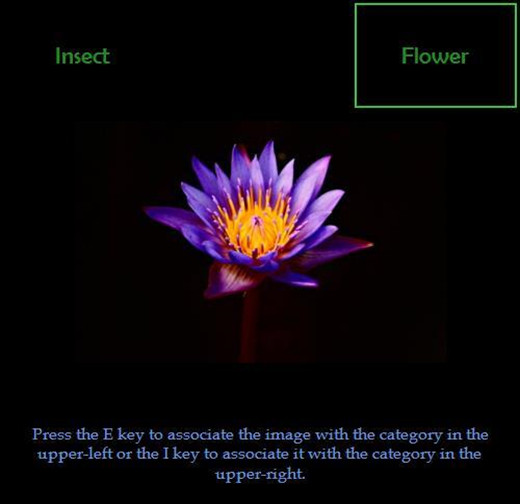 Insect
Flower
Press the E key to associate the image with the category in the
upper-left or the I key to associate it with the category in the
upper-right.